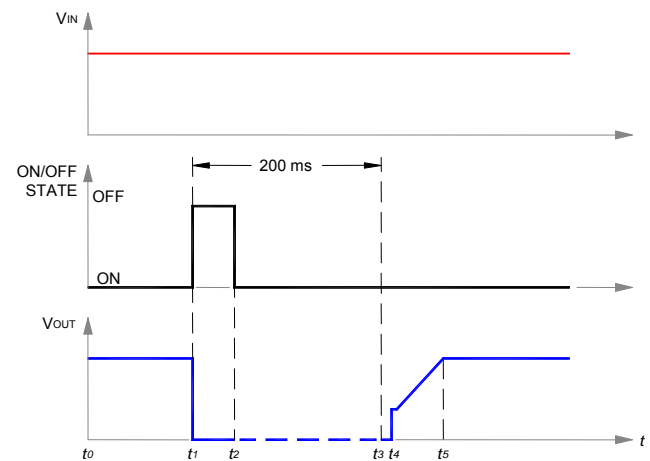 VIN
200 ms
ON/OFF
STATE
OFF
ON
VOUT
t
t0 t1 t2 t3 t4 t5